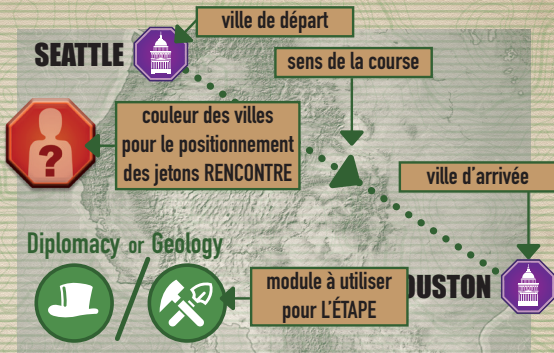 ville de départ
SEATTLE
sens de la course
couleur des villes
pour le positionnement
des jetons RENCONTRE
?
ville d'arrivée
Diplomacy or Geology
module à utiliser
pour L'ÉTAPE
OUSTON